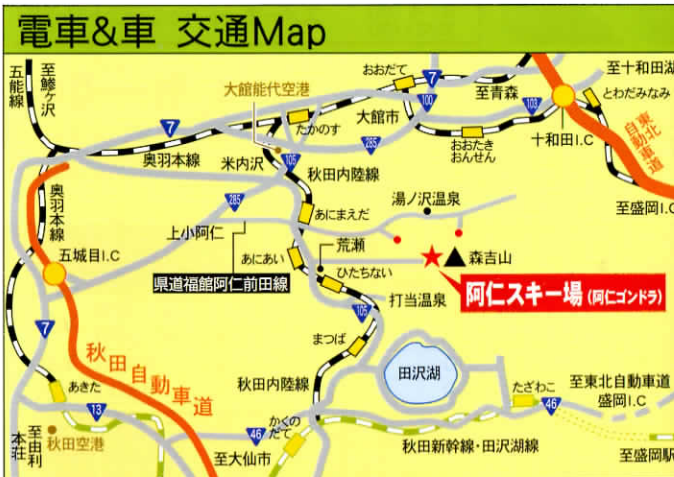 電車&車 交通Map
至鰺ヶ沢
五能線
7
大館能代空港
おおだて
7
至青森
至十和田湖
とわだみなみ
たかのす
大館市
100
103
十和田I.C
東北自動車道
285
おおたき
おんせん
奥羽本線
米内沢
105
秋田内陸線
至盛岡I.C
奥羽本線
285
あにまえだ
湯ノ沢温泉
上小阿仁
五城目I.C
あにあい
荒瀬
森吉山
県道福館阿仁前田線
ひたちない
阿仁スキー場(阿仁ゴンドラ)
打当温泉
105
7
秋田自動車道
まつば
田沢湖
あきた
秋田内陸線
たざわこ
至東北自動車道
盛岡I.C
13
46
かくの
だて
46
秋田新幹線・田沢湖線
至由利
本荘
秋田空港
至大仙市
至盛岡駅